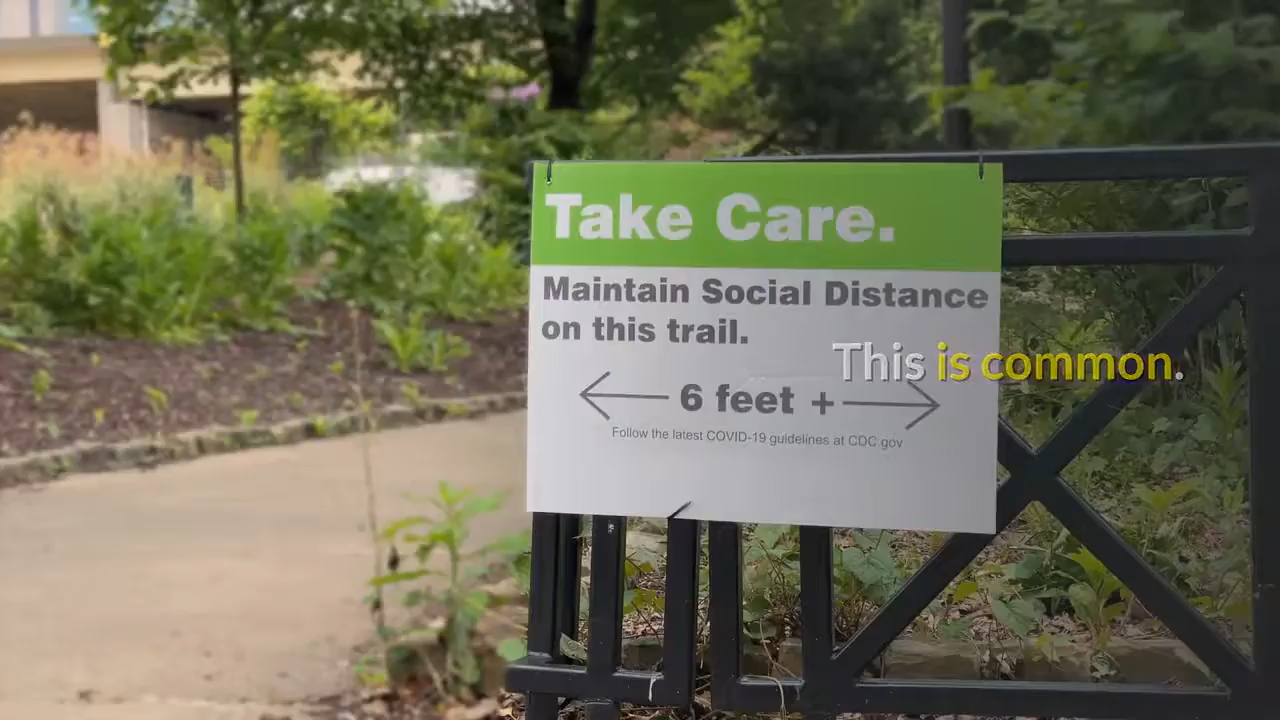 Take Care.
Maintain Social Distance
on this trail.
This is common.
6 feet +
Follow the latest COVID-19 guidelines at CDC.gov